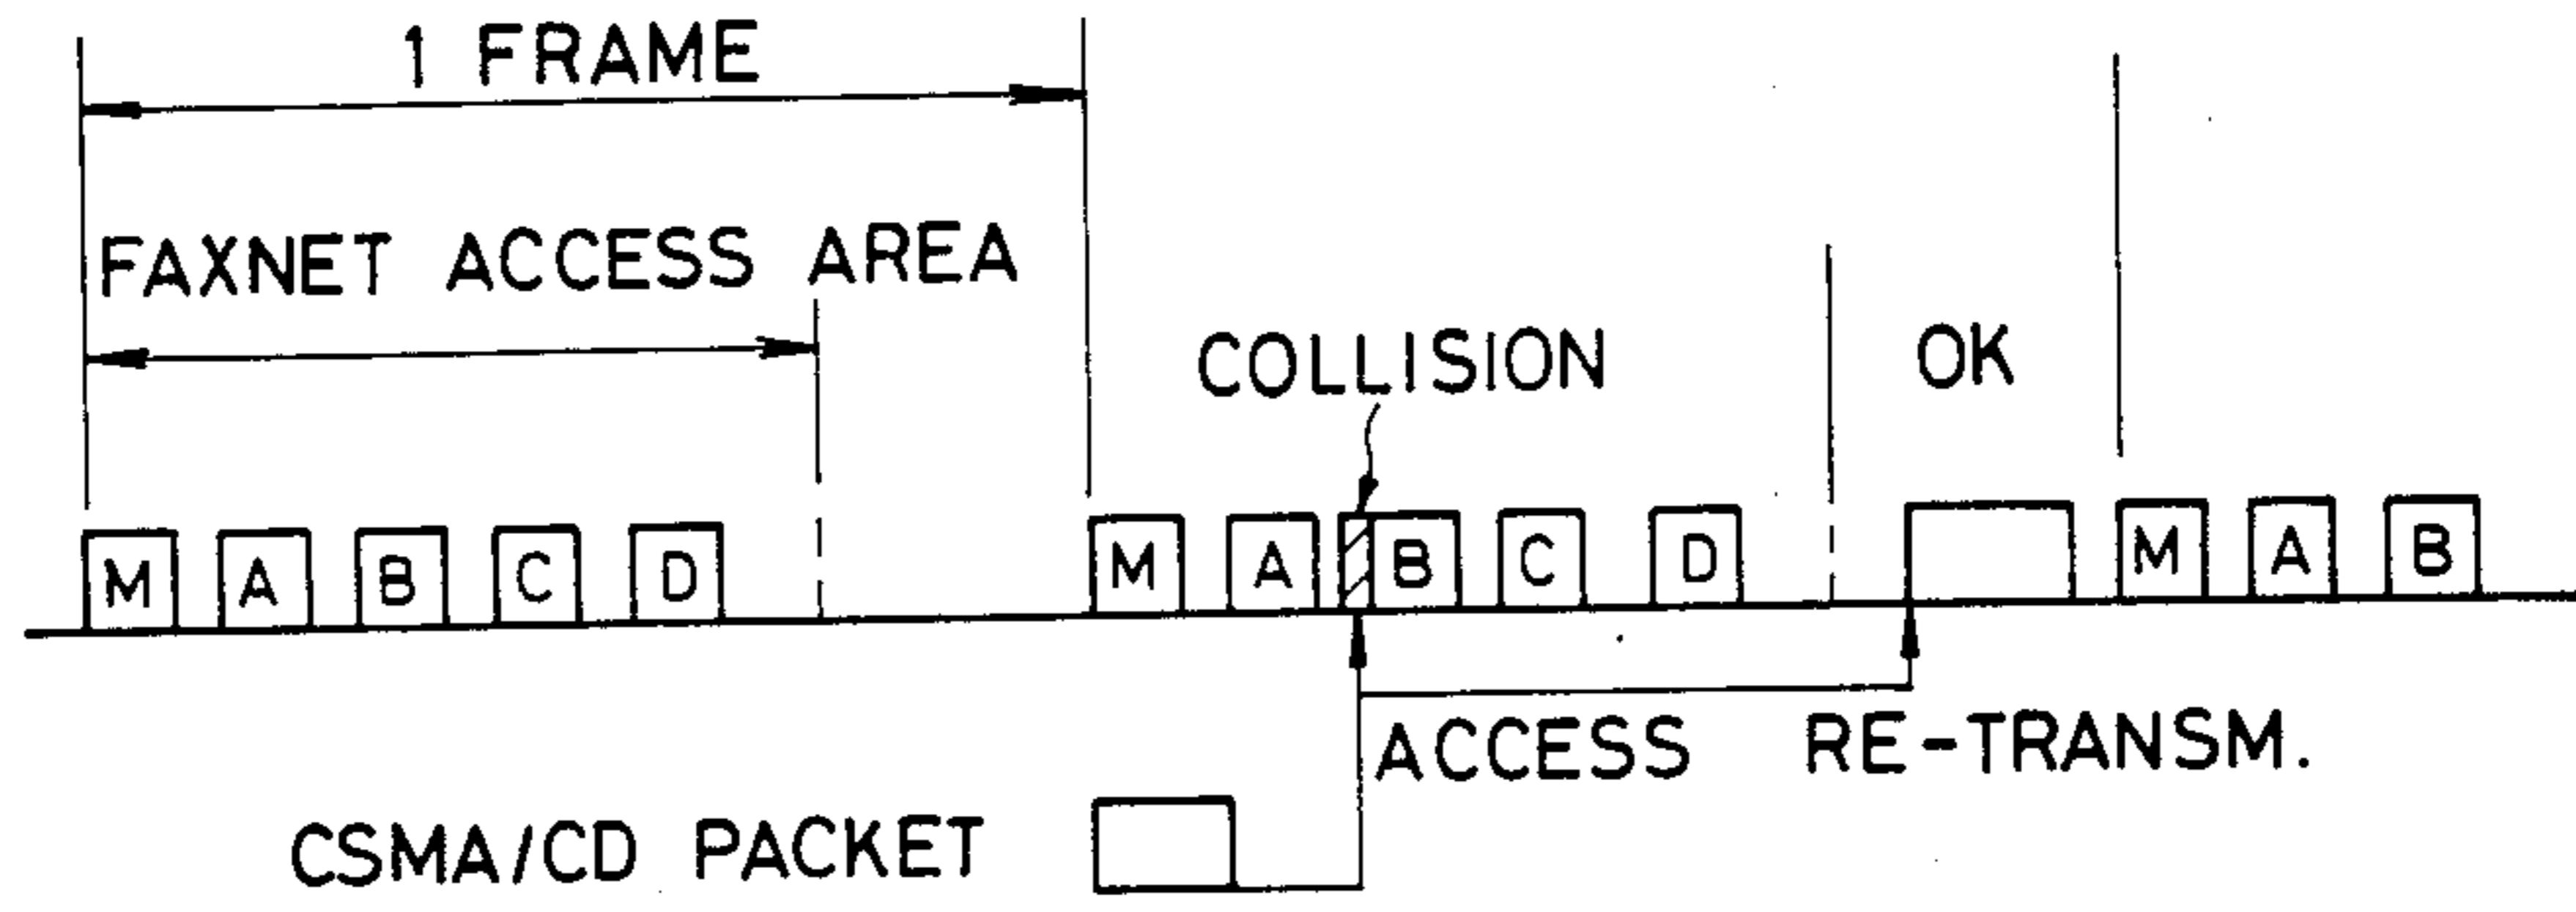 1 FRAME
FAXNET ACCESS AREA
COLLISION
OK
M A B C D M A B C D M A B
ACCESS RE-TRANSM.
CSMA/CD PACKET